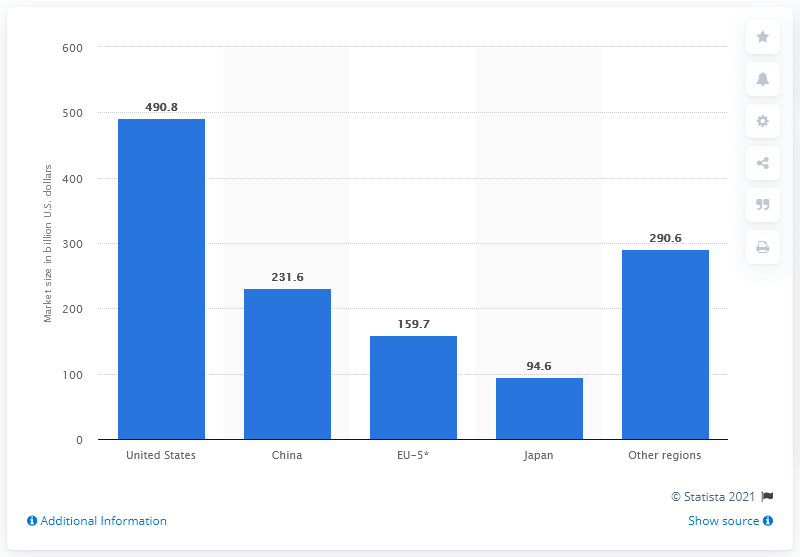 600
500
400
300
200
100
0
Market size in billion U.S. dollars
490.8
231.6
159.7
94.6
290.6
United States
China
EU-5*
Japan
Other regions
© Statista 2021
Additional Information
Show source